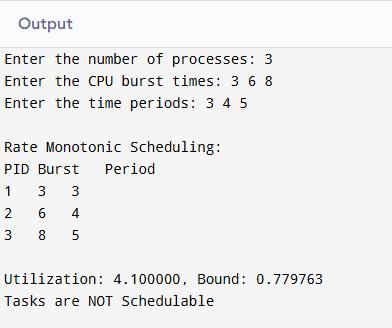 Output
Enter the number of processes: 3
Enter the CPU burst times: 3 6 8
Enter the time periods: 3 4 5
Rate Monotonic Scheduling:
PID Burst   Period
1   3   3
2   6   4
3   8   5
Utilization: 4.100000, Bound: 0.779763
Tasks are NOT Schedulable